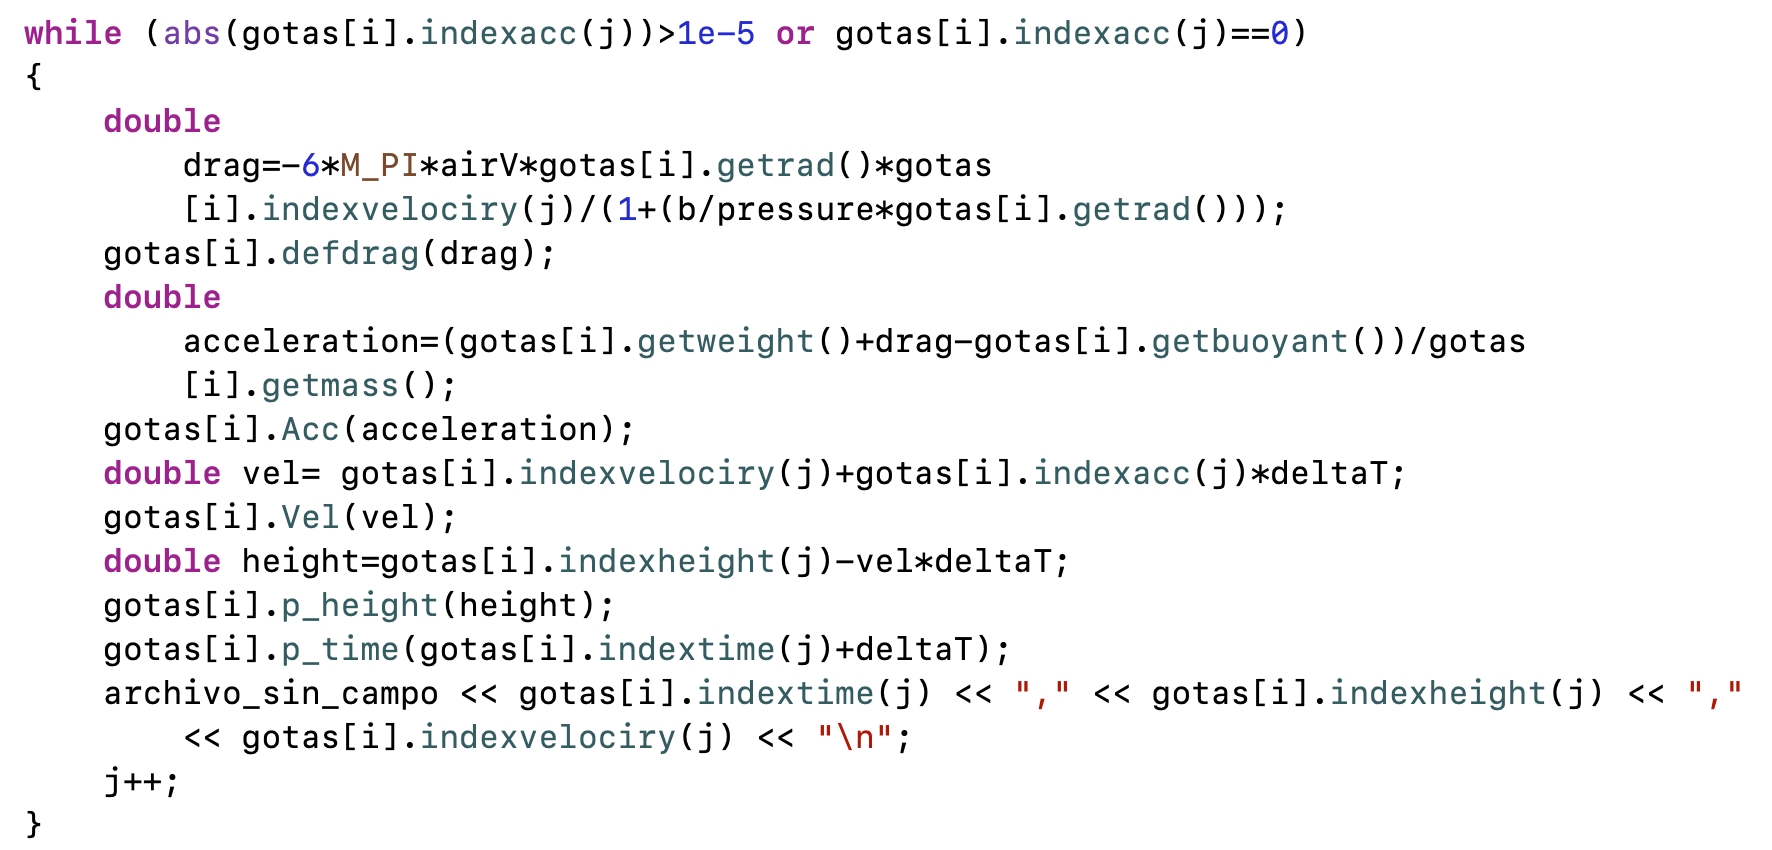 while (abs(gotas[i].indexacc(j))>1e-5 or gotas[i].indexacc(j)==0)
{
    double
        drag=-6*M_PI*airV*gotas[i].getrad()*gotas
        [i].indexvelociry(j)/(1+(b/pressure*gotas[i].getrad()));
    gotas[i].defdrag(drag);
    double
        acceleration=(gotas[i].getweight()+drag-gotas[i].getbuoyant())/gotas
        [i].getmass();
    gotas[i].Acc(acceleration);
    double vel= gotas[i].indexvelociry(j)+gotas[i].indexacc(j)*deltaT;
    gotas[i].Vel(vel);
    double height=gotas[i].indexheight(j)-vel*deltaT;
    gotas[i].p_height(height);
    gotas[i].p_time(gotas[i].indextime(j)+deltaT);
    archivo_sin_campo << gotas[i].indextime(j) << "," << gotas[i].indexheight(j) << ","
        << gotas[i].indexvelociry(j) << "\n";
    j++;
}